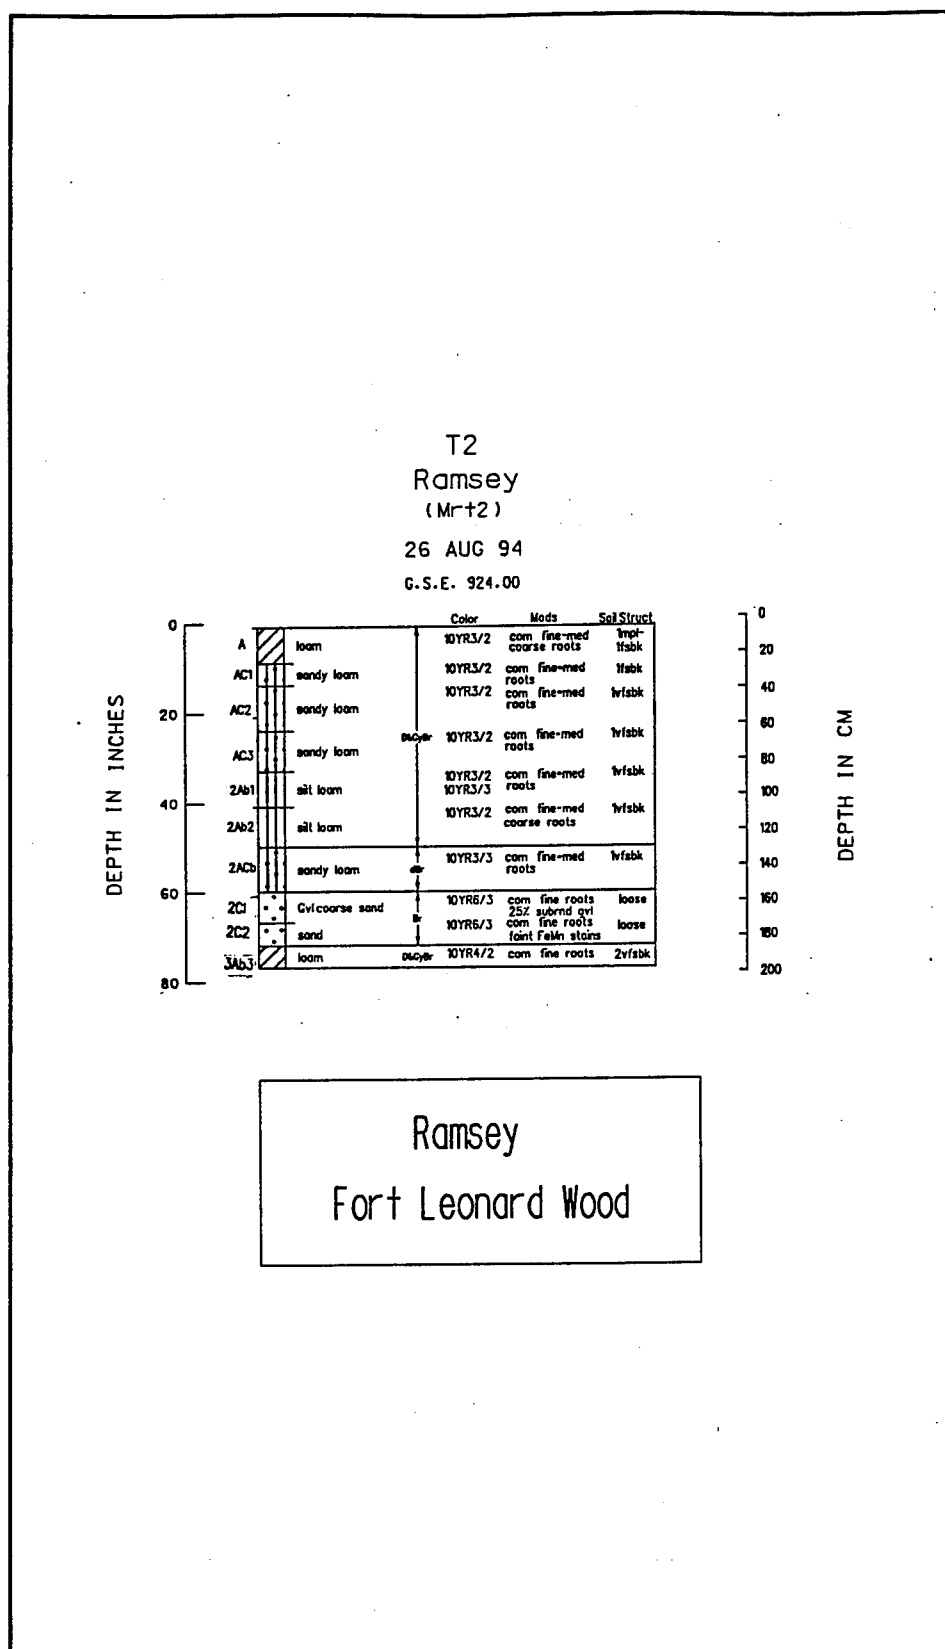 T2
Ramsey
(Mrt2)
26 AUG 94
G.S.E. 924.00
Color Mods Soil Struct
DEPTH IN INCHES
0
20
40
60
80
A loam 10YR3/2 com fine-med coarse roots 1mpl-1fsbk
AC1 sandy loam 10YR3/2 com fine-med roots 1fsbk
AC2 sandy loam 10YR3/2 com fine-med roots 1vfsbk
AC3 sandy loam DkGyBr 10YR3/2 com fine-med roots 1vfsbk
2Ab1 silt loam 10YR3/2 10YR3/3 com fine-med roots 1vfsbk
2Ab2 silt loam 10YR3/2 com fine-med coarse roots 1vfsbk
2ACb sandy loam 10YR3/3 com fine-med roots 1vfsbk
2C1 Gvlcoarse sand Br 10YR6/3 com fine roots 25% subrnd gvl loose
2C2 sand 10YR6/3 com fine roots faint FeMn stains loose
3Ab3 loam DkGyBr 10YR4/2 com fine roots 2vfsbk
0
20
40
60
80
100
120
140
160
180
200
DEPTH IN CM
Ramsey
Fort Leonard Wood